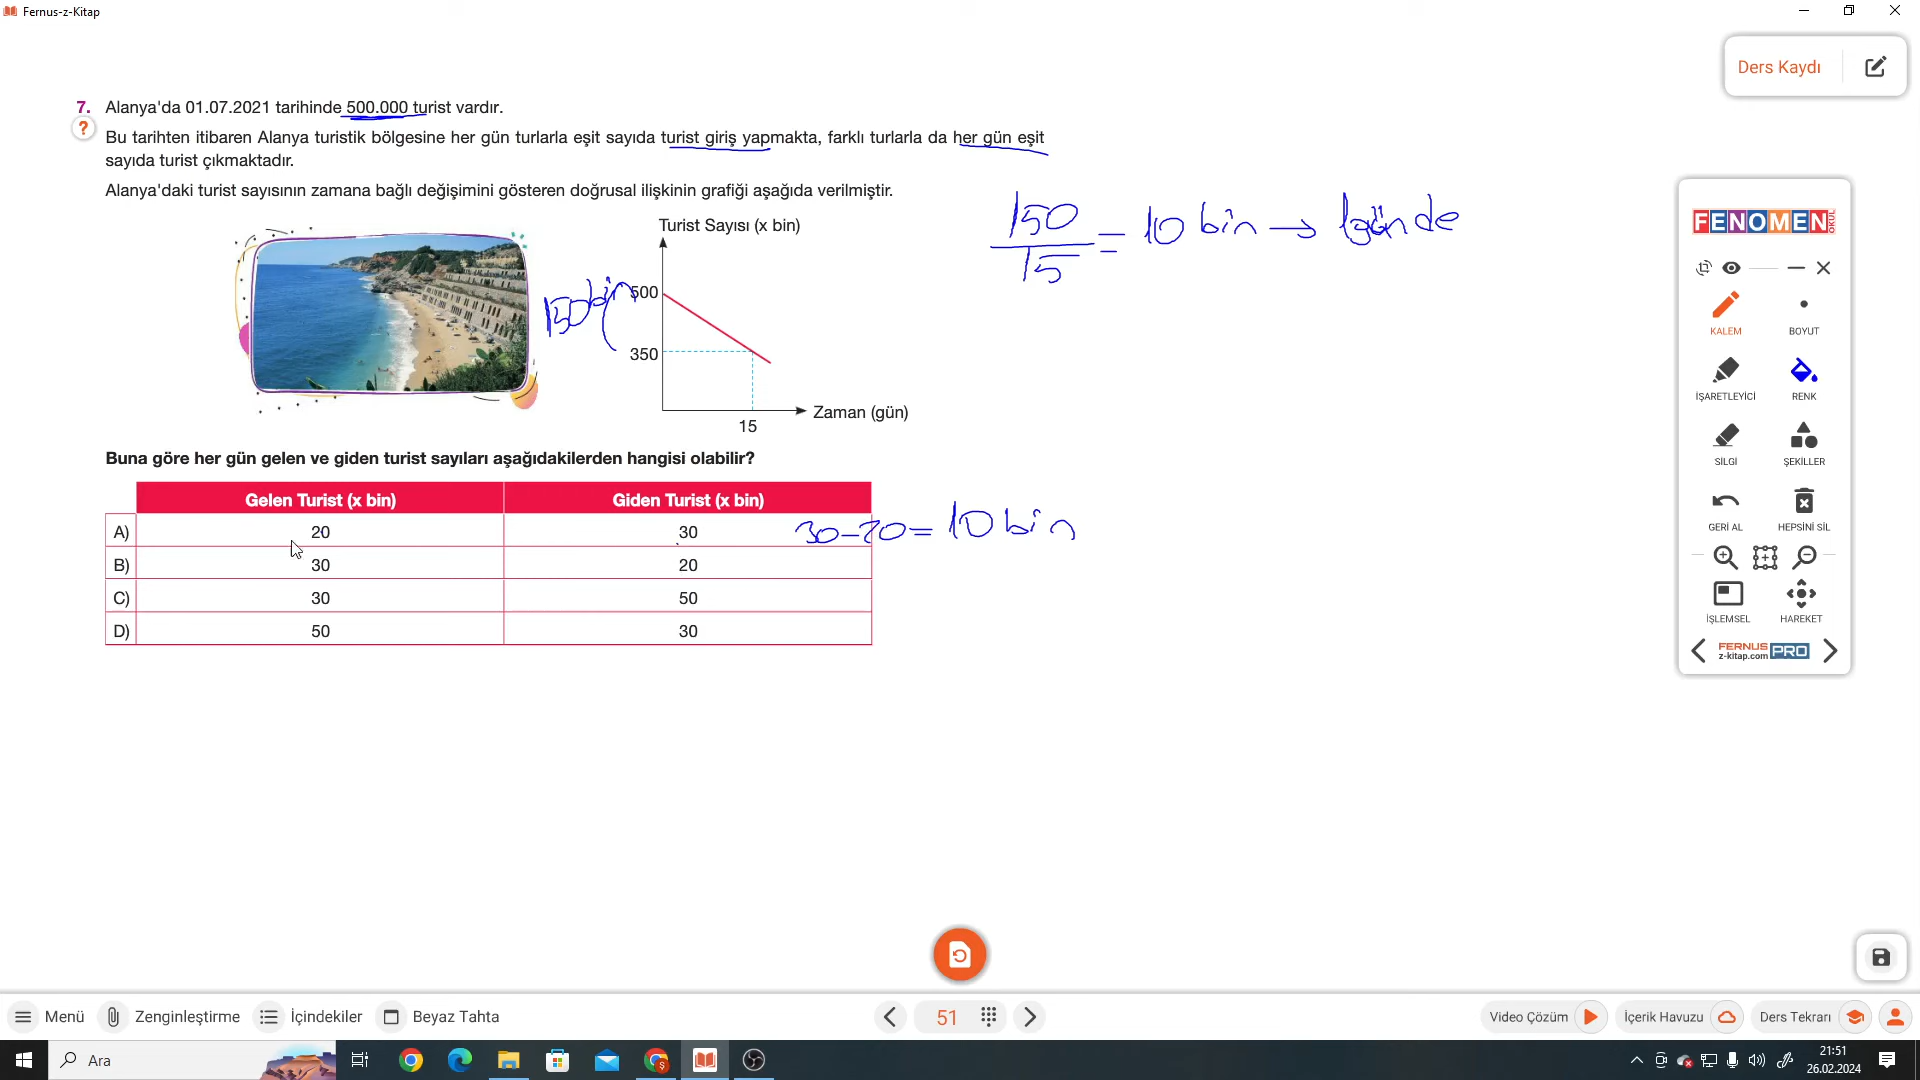 Fernus-z-Kitap
Ders Kaydı
7. Alanya'da 01.07.2021 tarihinde 500.000 turist vardır.
?
Bu tarihten itibaren Alanya turistik bölgesine her gün turlarla eşit sayıda turist giriş yapmakta, farklı turlarla da her gün eşit
sayıda turist çıkmaktadır.
Alanya'daki turist sayısının zamana bağlı değişimini gösteren doğrusal ilişkinin grafiği aşağıda verilmiştir.
Turist Sayısı (x bin)
500
350
15
Zaman (gün)
150 bin
150
15
= 10 bin → 1 günde
Buna göre her gün gelen ve giden turist sayıları aşağıdakilerden hangisi olabilir?
Gelen Turist (x bin) Giden Turist (x bin)
A) 20 30
30-20= 10 bin
B) 30 20
C) 30 50
D) 50 30
FENOMEN OKUL
KALEM BOYUT
İŞARETLEYİCİ RENK
SİLGİ ŞEKİLLER
GERİ AL HEPSİNİ SİL
İŞLEMSEL HAREKET
FERNUS
z-kitap.com PRO
Menü Zenginleştirme İçindekiler Beyaz Tahta 51 Video Çözüm İçerik Havuzu Ders Tekrarı
Ara
21:51
26.02.2024